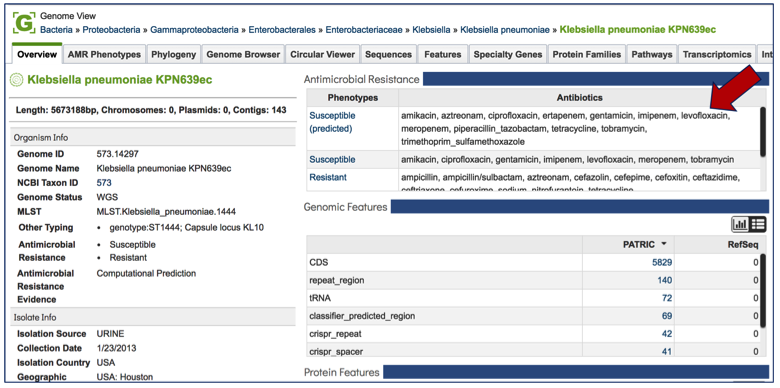 Genome View
Bacteria » Proteobacteria » Gammaproteobacteria » Enterobacterales » Enterobacteriaceae » Klebsiella » Klebsiella pneumoniae » Klebsiella pneumoniae KPN639ec
Overview AMR Phenotypes Phylogeny Genome Browser Circular Viewer Sequences Features Specialty Genes Protein Families Pathways Transcriptomics Int
Klebsiella pneumoniae KPN639ec
Length: 5673188bp, Chromosomes: 0, Plasmids: 0, Contigs: 143
Organism Info
Genome ID 573.14297
Genome Name Klebsiella pneumoniae KPN639ec
NCBI Taxon ID 573
Genome Status WGS
MLST MLST.Klebsiella_pneumoniae.1444
Other Typing • genotype:ST1444; Capsule locus KL10
Antimicrobial • Susceptible
Resistance • Resistant
Antimicrobial Computational Prediction
Resistance
Evidence
Isolate Info
Isolation Source URINE
Collection Date 1/23/2013
Isolation Country USA
Geographic USA: Houston
Antimicrobial Resistance
Phenotypes Antibiotics
Susceptible amikacin, aztreonam, ciprofloxacin, ertapenem, gentamicin, imipenem, levofloxacin,
(predicted) meropenem, piperacillin_tazobactam, tetracycline, tobramycin,
trimethoprim_sulfamethoxazole
Susceptible amikacin, ciprofloxacin, gentamicin, imipenem, levofloxacin, meropenem, tobramycin
Resistant ampicillin, ampicillin/sulbactam, aztreonam, cefazolin, cefepime, cefoxitin, ceftazidime,
ceftriaxone, cefuroxime, sodium, nitrofurantoin, tetracycline
Genomic Features
PATRIC RefSeq
CDS 5829 0
repeat_region 140 0
tRNA 72 0
classifier_predicted_region 69 0
crispr_repeat 42 0
crispr_spacer 41 0
Protein Features